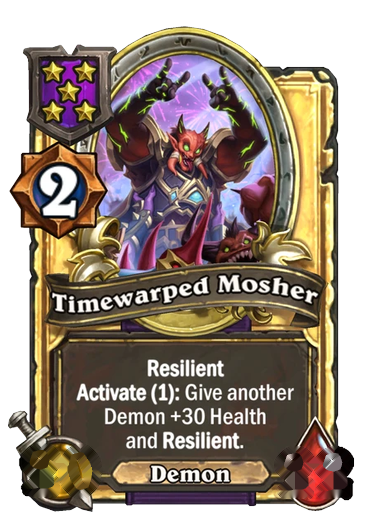 2
Timewarped Mosher
Resilient
Activate (1): Give another
Demon +30 Health
and Resilient.
Demon